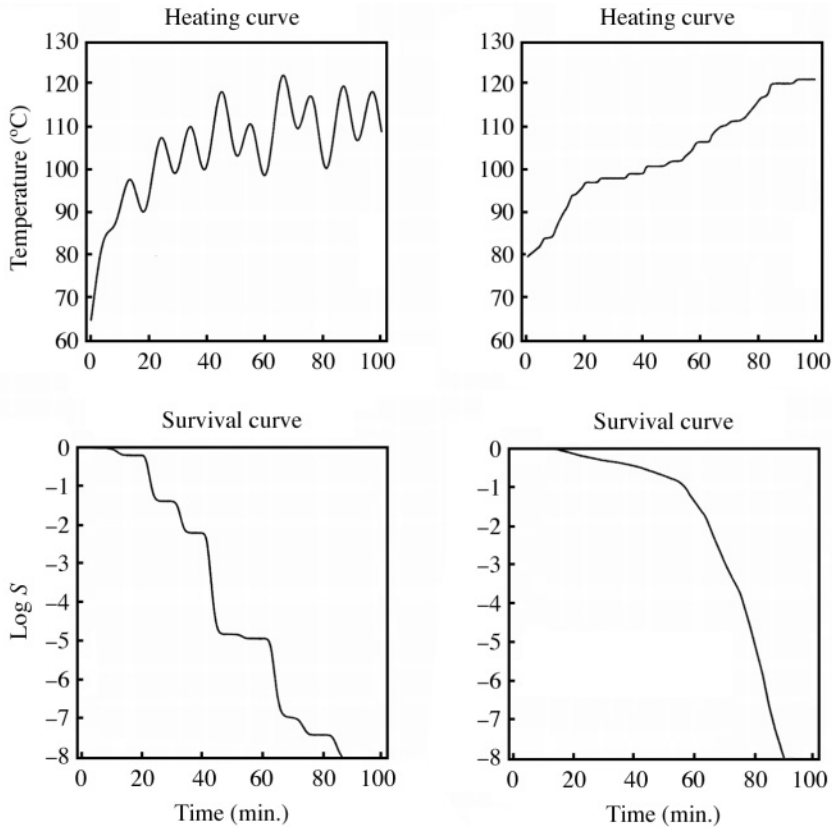 Heating curve
130
120
110
100
90
80
70
60
Temperature (°C)
0 20 40 60 80 100
Heating curve
130
120
110
100
90
80
70
60
0 20 40 60 80 100
Survival curve
0
–1
–2
–3
–4
–5
–6
–7
–8
Log S
0 20 40 60 80 100
Time (min.)
Survival curve
0
–1
–2
–3
–4
–5
–6
–7
–8
0 20 40 60 80 100
Time (min.)